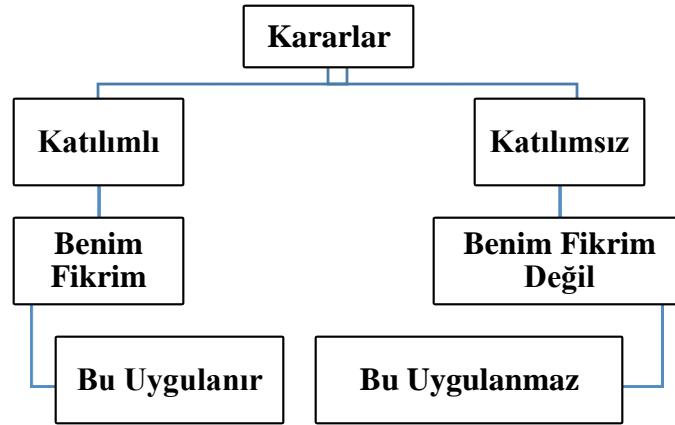 Kararlar
Katılımlı
Katılımsız
Benim
Fikrim
Benim Fikrim
Değil
Bu Uygulanır
Bu Uygulanmaz